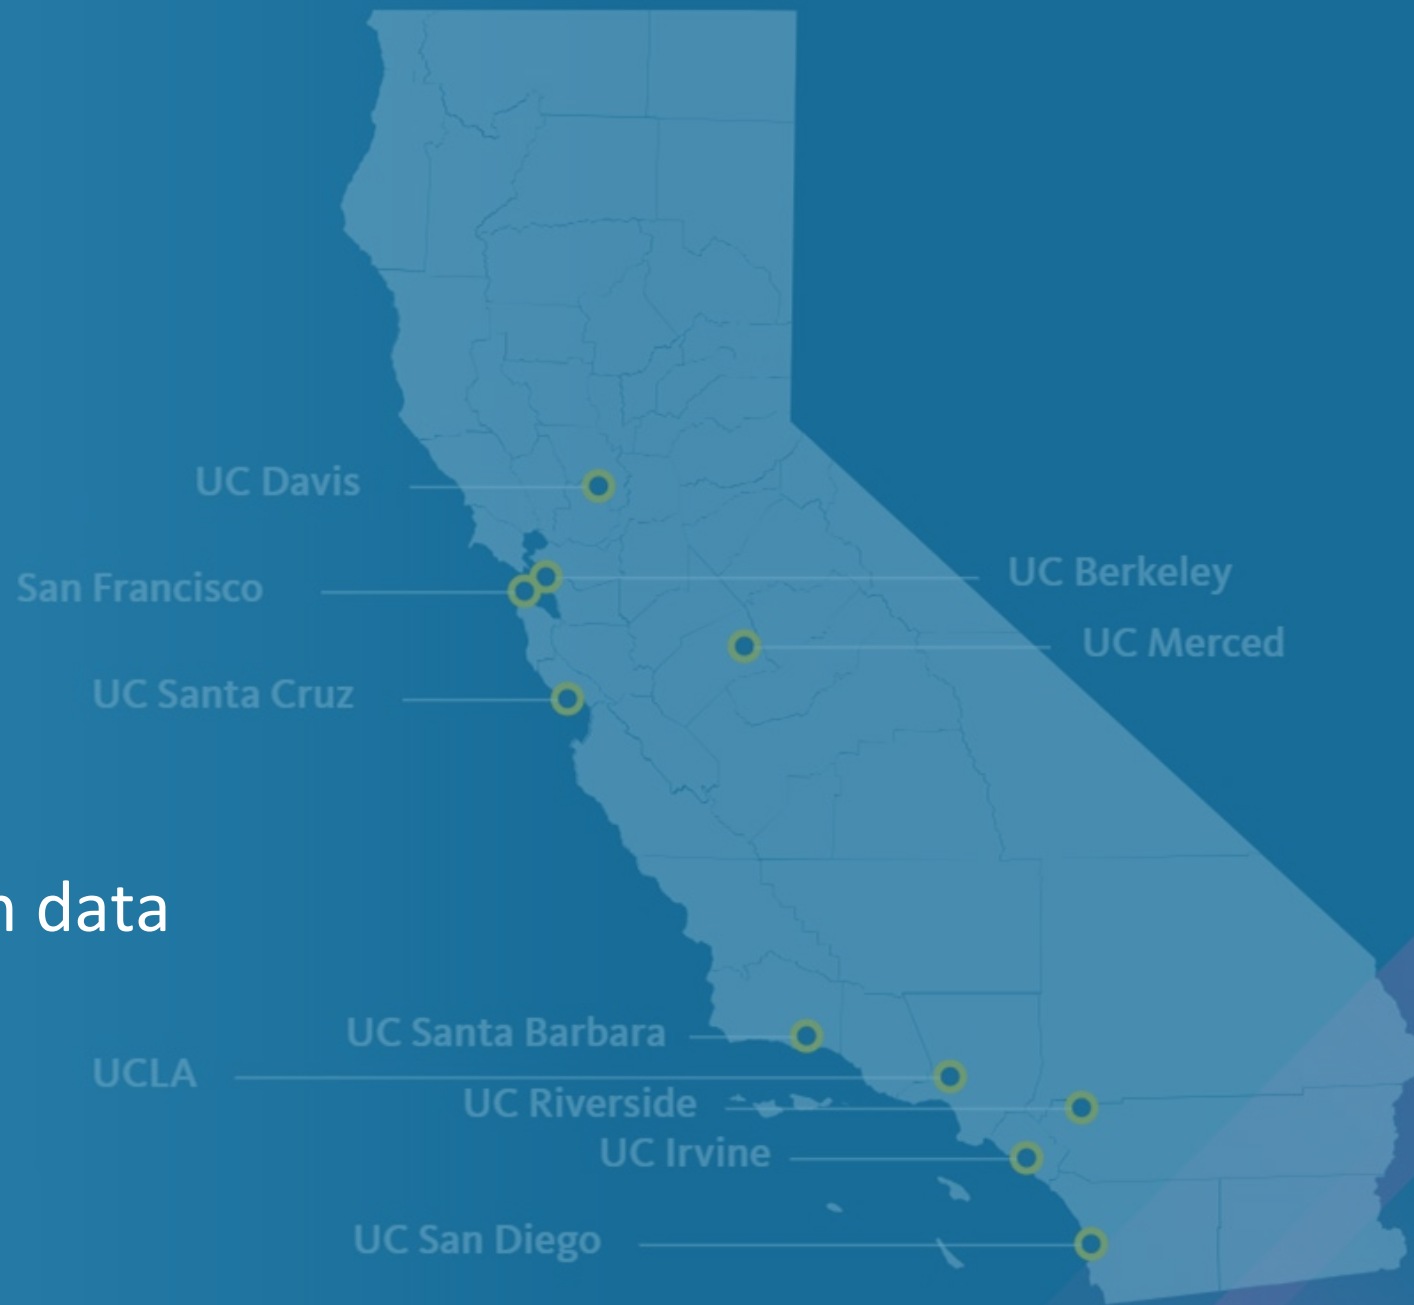 UC Davis
UC Berkeley
San Francisco
UC Merced
UC Santa Cruz
data
UC Santa Barbara
UCLA
UC Riverside
UC Irvine
UC San Diego